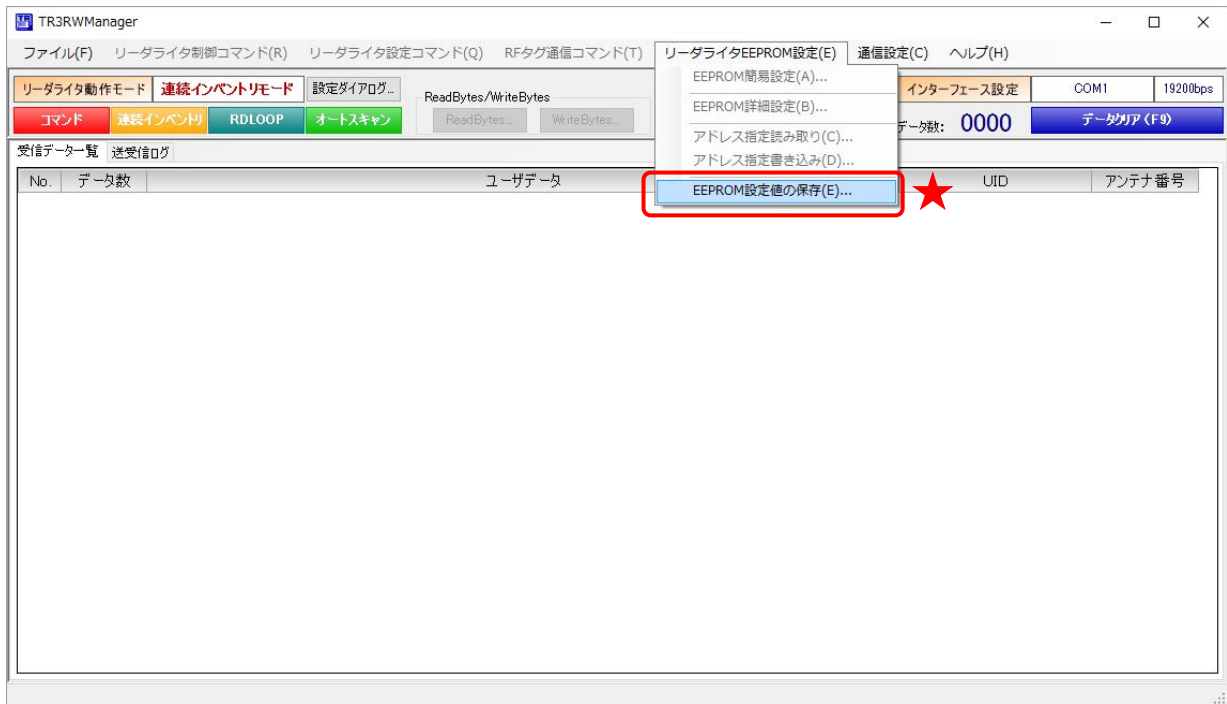 TR3RWManager
ファイル(F) リーダライタ制御コマンド(R) リーダライタ設定コマンド(Q) RFタグ通信コマンド(T) リーダライタEEPROM設定(E) 通信設定(C) ヘルプ(H)
リーダライタ動作モード 連続インベントリモード 設定ダイアログ...
コマンド 連続インベントリ RDLOOP オートスキャン
ReadBytes/WriteBytes
ReadBytes... WriteBytes...
EEPROM簡易設定(A)...
EEPROM詳細設定(B)...
アドレス指定読み取り(C)...
アドレス指定書き込み(D)...
EEPROM設定値の保存(E)...
インターフェース設定 COM1 19200bps
データ数: 0000 データクリア(F9)
受信データ一覧 送受信ログ
No. データ数 ユーザデータ UID アンテナ番号